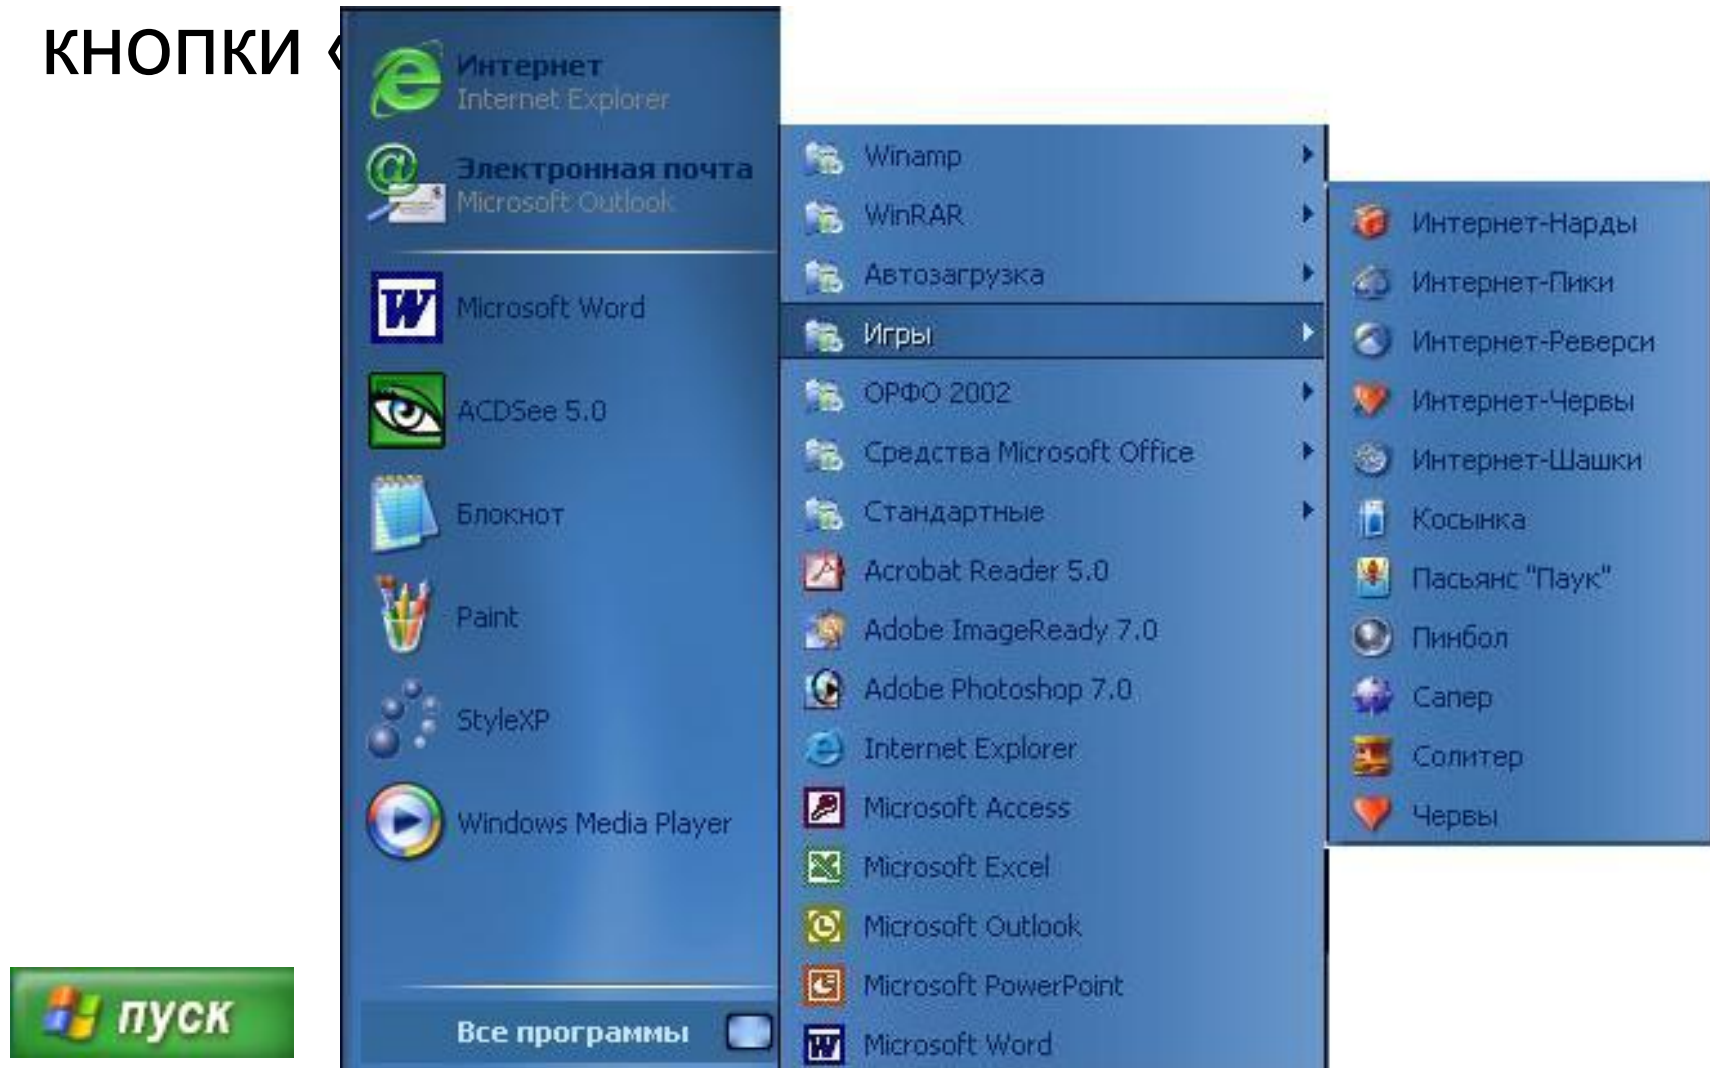 кнопки «
Интернет
Internet Explorer
Электронная почта
Microsoft Outlook
Microsoft Word
ACDSee 5.0
Блокнот
Paint
StyleXP
Windows Media Player
Все программы
пуск
Winamp
WinRAR
Автозагрузка
Игры
ОРФО 2002
Средства Microsoft Office
Стандартные
Acrobat Reader 5.0
Adobe ImageReady 7.0
Adobe Photoshop 7.0
Internet Explorer
Microsoft Access
Microsoft Excel
Microsoft Outlook
Microsoft PowerPoint
Microsoft Word
Интернет-Нарды
Интернет-Пики
Интернет-Реверси
Интернет-Червы
Интернет-Шашки
Косынка
Пасьянс "Паук"
Пинбол
Сапер
Солитер
Червы